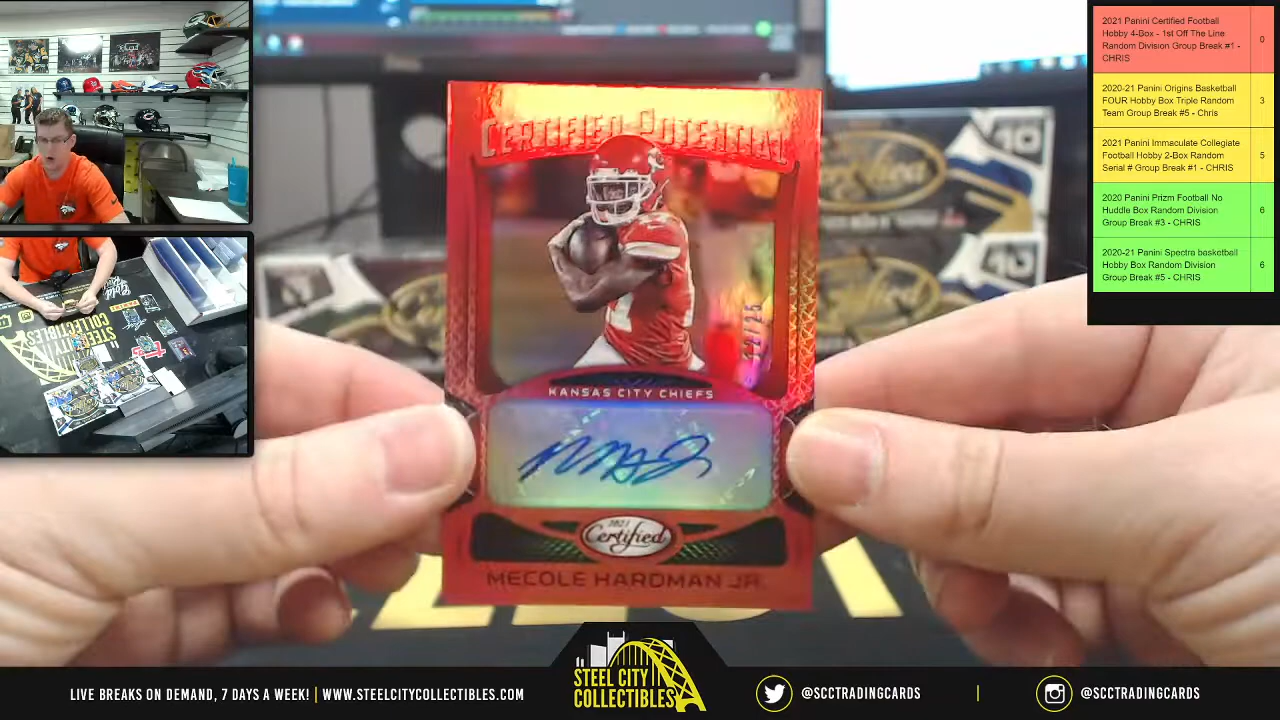 2021 Panini Certified Football
Hobby 4-Box - 1st Off The Line
Random Division Group Break #1 -
CHRIS
0
2020-21 Panini Origins Basketball
FOUR Hobby Box Triple Random
Team Group Break #5 - Chris
3
2021 Panini Immaculate Collegiate
Football Hobby 2-Box Random
Serial # Group Break #1 - CHRIS
5
2020 Prizm Football No
Huddle Box Random Division
Group Break #3 - CHRIS
6
2020-21 Panini Spectra basketball
Hobby Box Random Division
Group Break #5 - CHRIS
6
CERTIFIED POTENTIAL
12/25
KANSAS CITY CHIEFS
2021
Certified
MECOLE HARDMAN JR.
STEEL CITY
COLLECTIBLES
LIVE BREAKS ON DEMAND, 7 DAYS A WEEK! | WWW.STEELCITYCOLLECTIBLES.COM
STEEL CITY
COLLECTIBLES
@SCCTRADINGCARDS
@SCCTRADINGCARDS